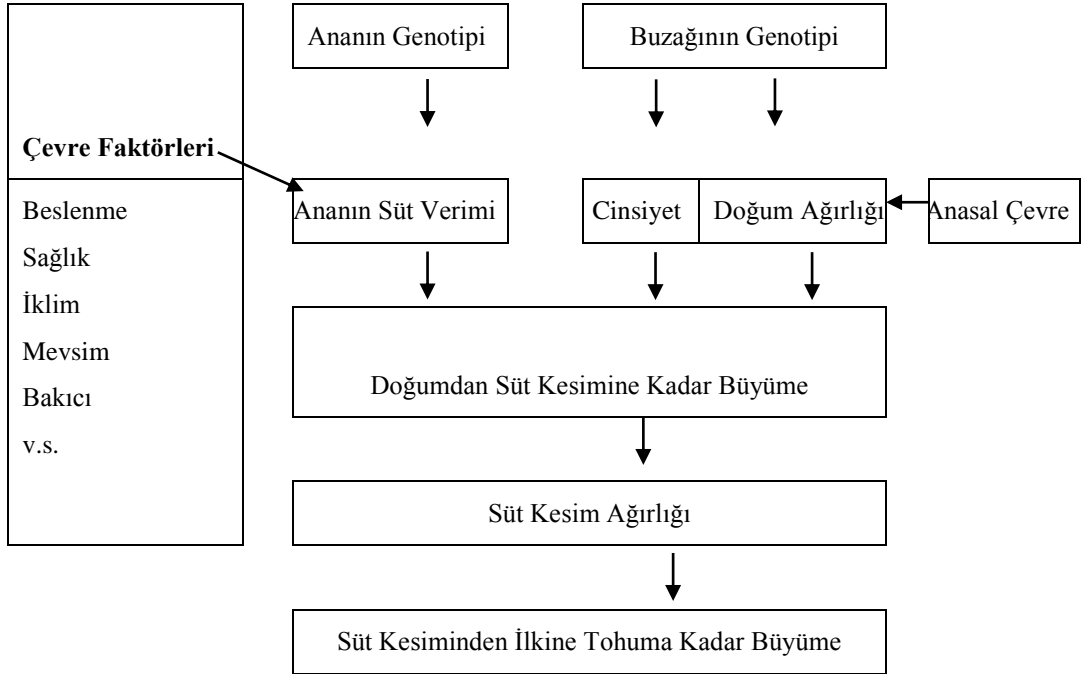 Ananın Genotipi
Buzağının Genotipi
Çevre Faktörleri
Beslenme
Sağlık
İklim
Mevsim
Bakıcı
v.s.
Ananın Süt Verimi
Cinsiyet
Doğum Ağırlığı
Anasal Çevre
Doğumdan Süt Kesimine Kadar Büyüme
Süt Kesim Ağırlığı
Süt Kesiminden İlkine Tohuma Kadar Büyüme